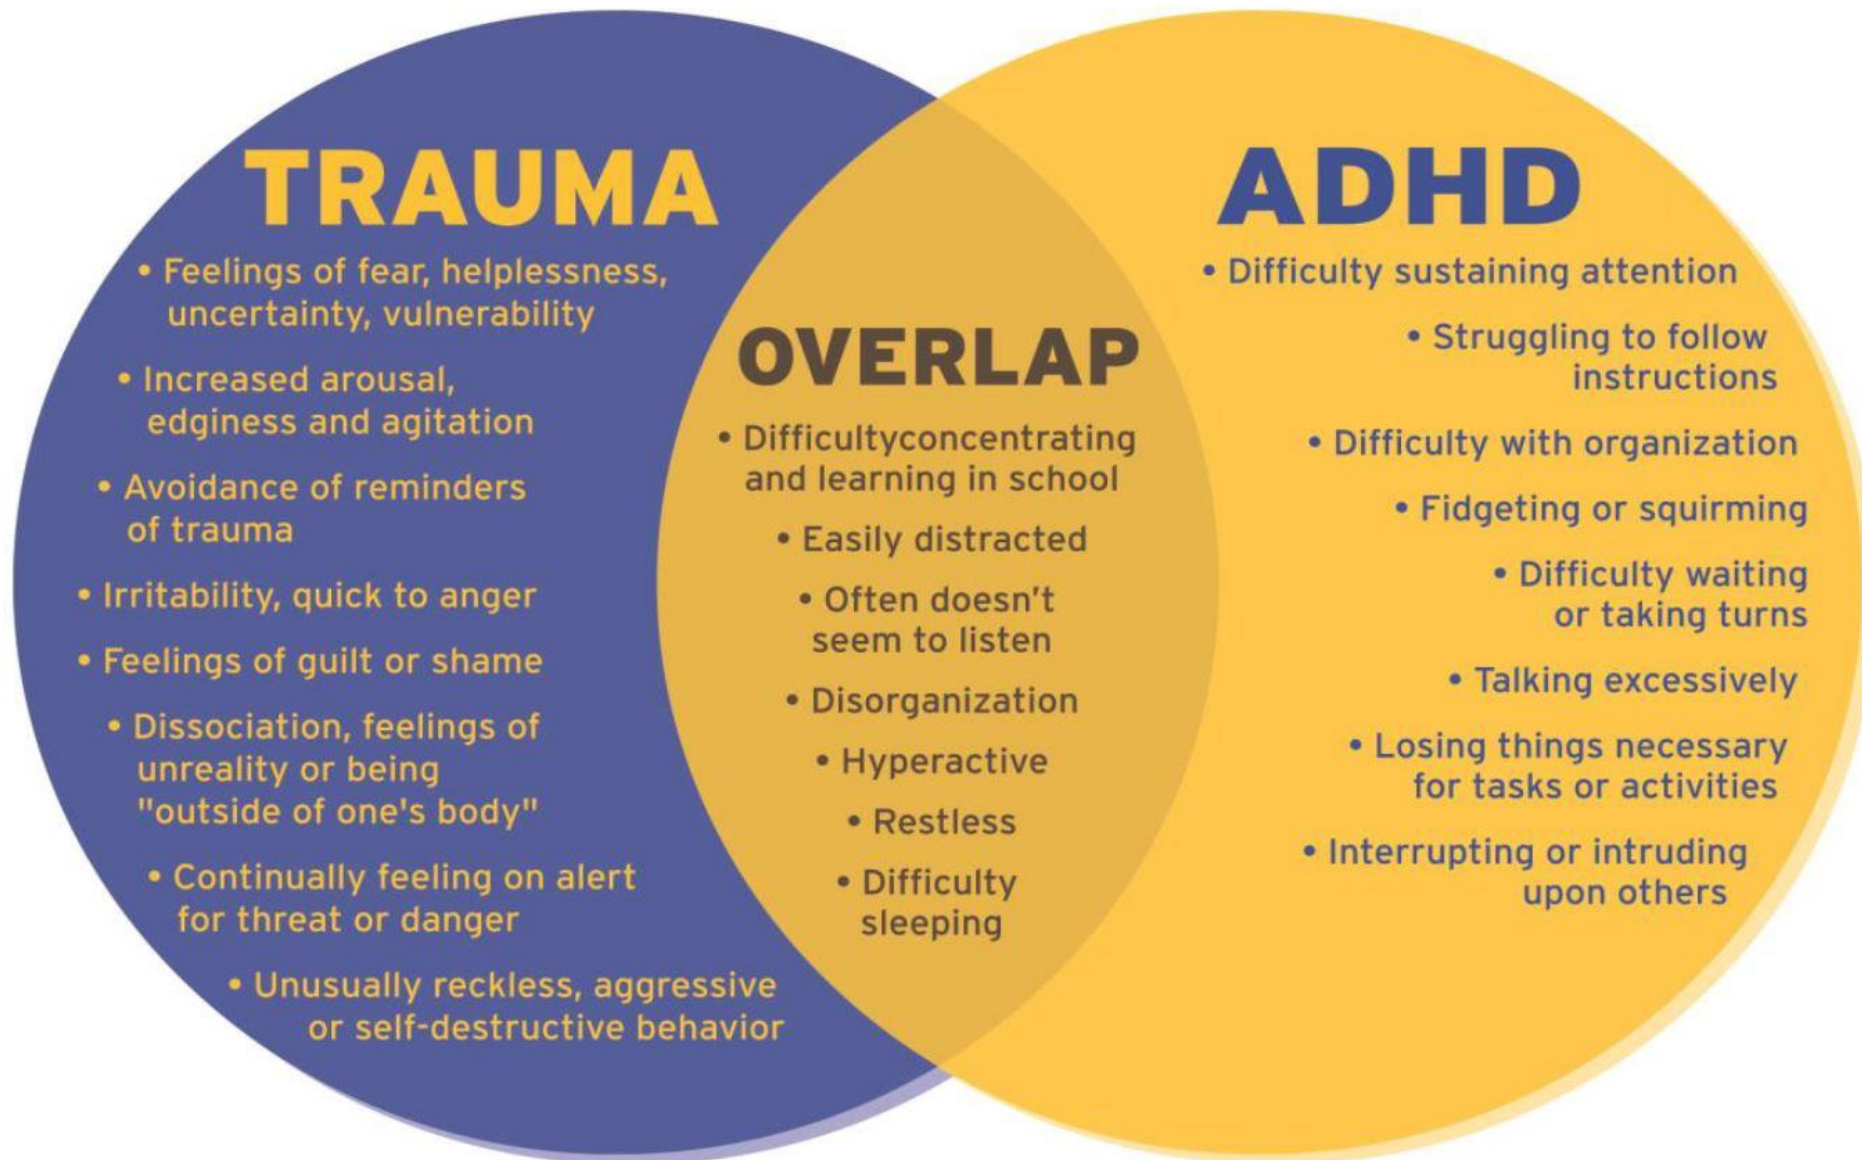 TRAUMA
• Feelings of fear, helplessness,
uncertainty, vulnerability
• Increased arousal,
edginess and agitation
• Avoidance of reminders
of trauma
• Irritability, quick to anger
• Feelings of guilt or shame
• Dissociation, feelings of
unreality or being
"outside of one's body"
• Continually feeling on alert
for threat or danger
• Unusually reckless, aggressive
or self-destructive behavior
OVERLAP
• Difficultyconcentrating
and learning in school
• Easily distracted
• Often doesn't
seem to listen
• Disorganization
• Hyperactive
• Restless
• Difficulty
sleeping
ADHD
• Difficulty sustaining attention
• Struggling to follow
instructions
• Difficulty with organization
• Fidgeting or squirming
• Difficulty waiting
or taking turns
• Talking excessively
• Losing things necessary
for tasks or activities
• Interrupting or intruding
upon others